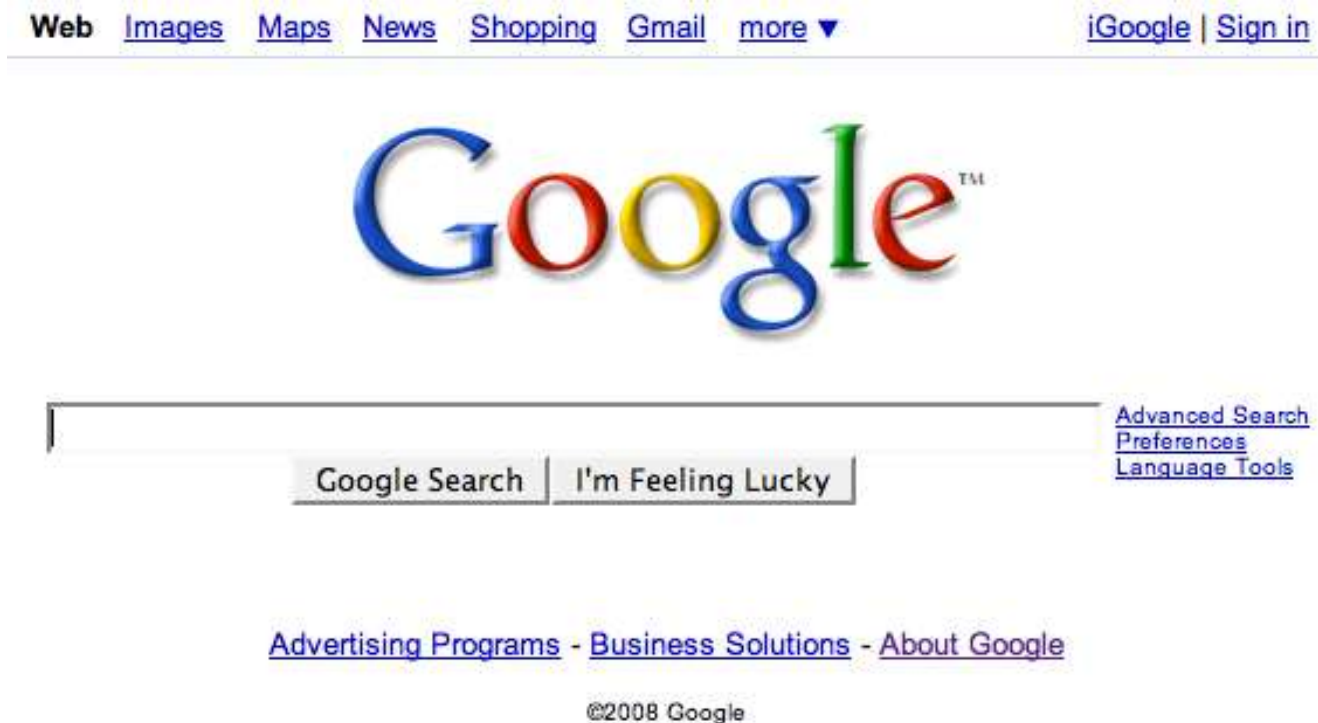 Web Images Maps News Shopping Gmail more ▼ iGoogle | Sign in
Google™
Advanced Search
Preferences
Language Tools
Google Search I'm Feeling Lucky
Advertising Programs - Business Solutions - About Google
©2008 Google